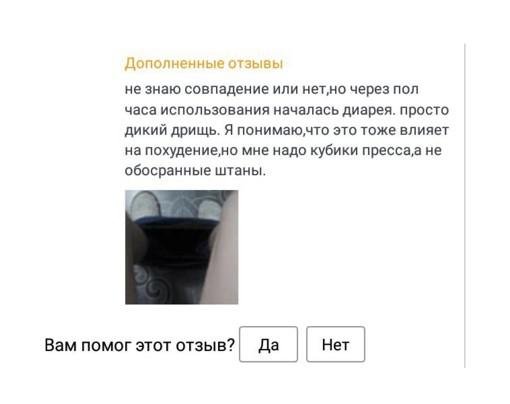 Дополненные отзывы
не знаю совпадение или нет,но через пол
часа использования началась диарея. просто
дикий дрищь. Я понимаю,что это тоже влияет
на похудение,но мне надо кубики пресса,а не
обосранные штаны.
Вам помог этот отзыв? Да Нет